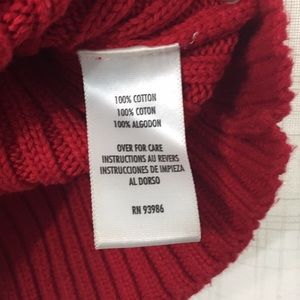 100% COTTON
100% COTON
100% ALGODON
OVER FOR CARE
INSTRUCTIONS AU REVERS
INSTRUCCIONES DE LIMPIEZA
AL DORSO
RN 93986